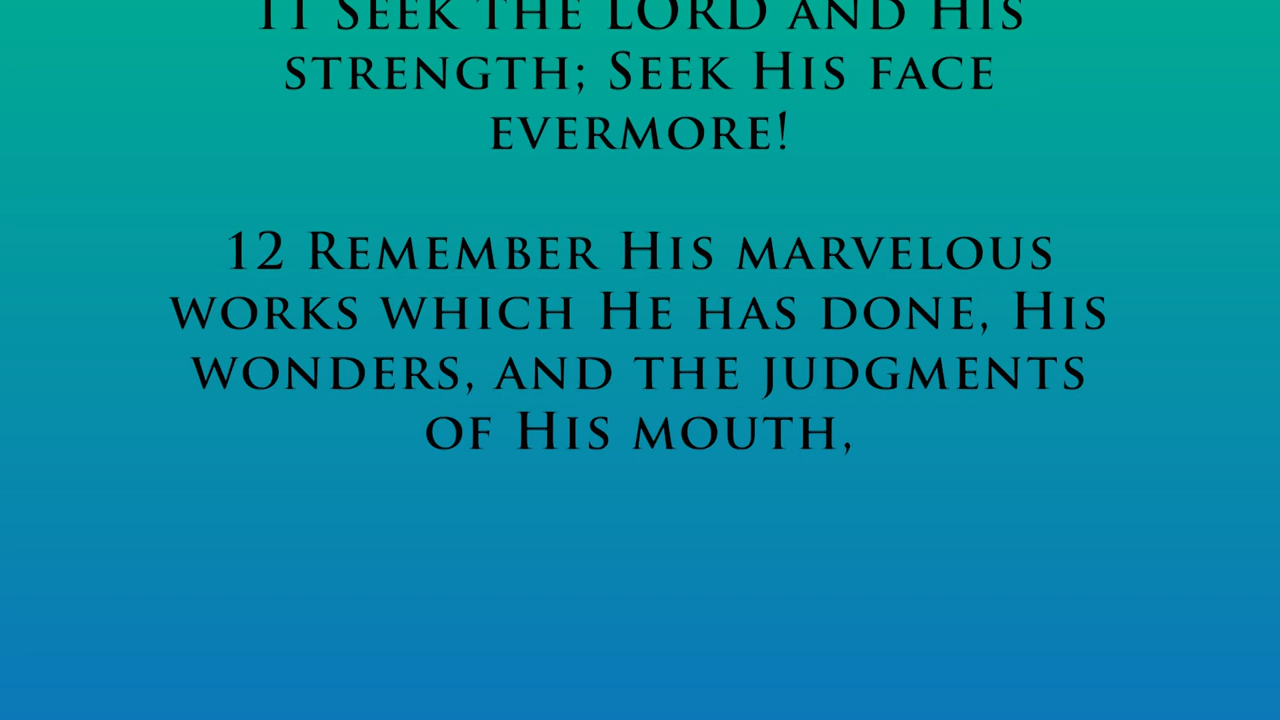 11 Seek the LORD and His
strength; Seek His face
evermore!
12 Remember His marvelous
works which He has done, His
wonders, and the judgments
of His mouth,